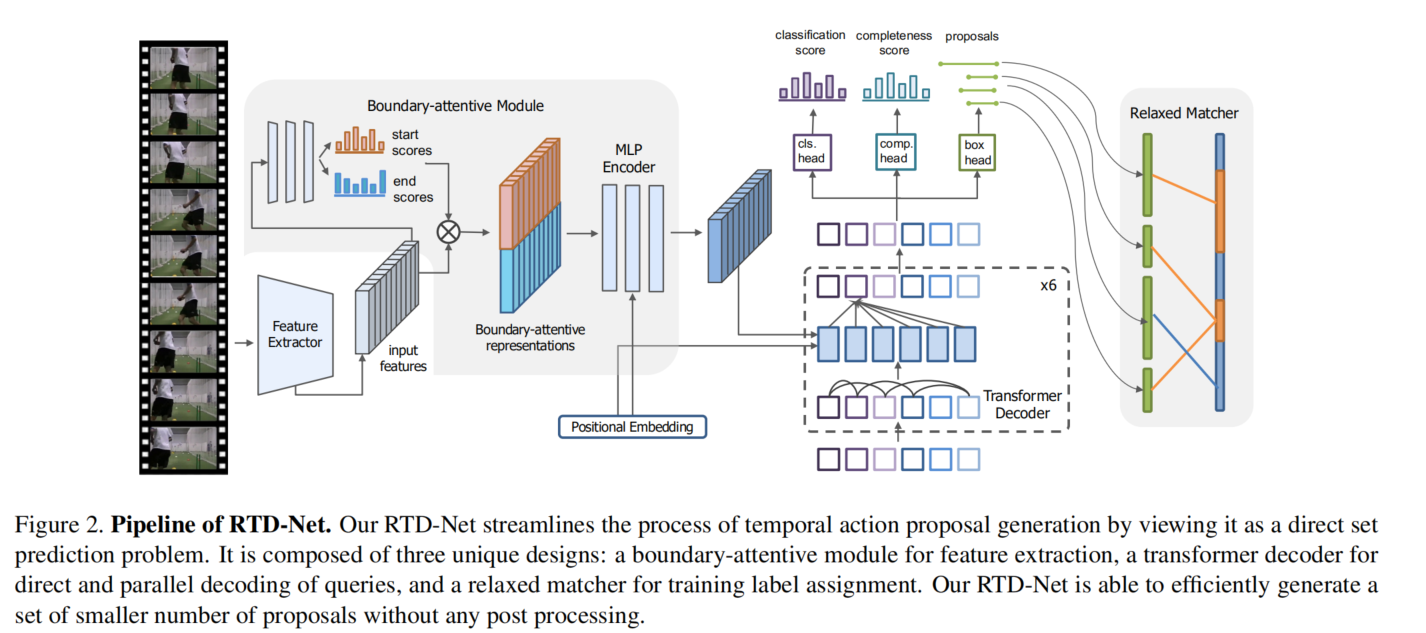 classification
score
completeness
score
proposals
Boundary-attentive Module
Relaxed Matcher
start
scores
end
scores
MLP
Encoder
cls.
head
comp.
head
box
head
x6
Feature
Extractor
input
features
Boundary-attentive
representations
Transformer
Decoder
Positional Embedding
Figure 2. Pipeline of RTD-Net. Our RTD-Net streamlines the process of temporal action proposal generation by viewing it as a direct set
prediction problem. It is composed of three unique designs: a boundary-attentive module for feature extraction, a transformer decoder for
direct and parallel decoding of queries, and a relaxed matcher for training label assignment. Our RTD-Net is able to efficiently generate a
set of smaller number of proposals without any post processing.